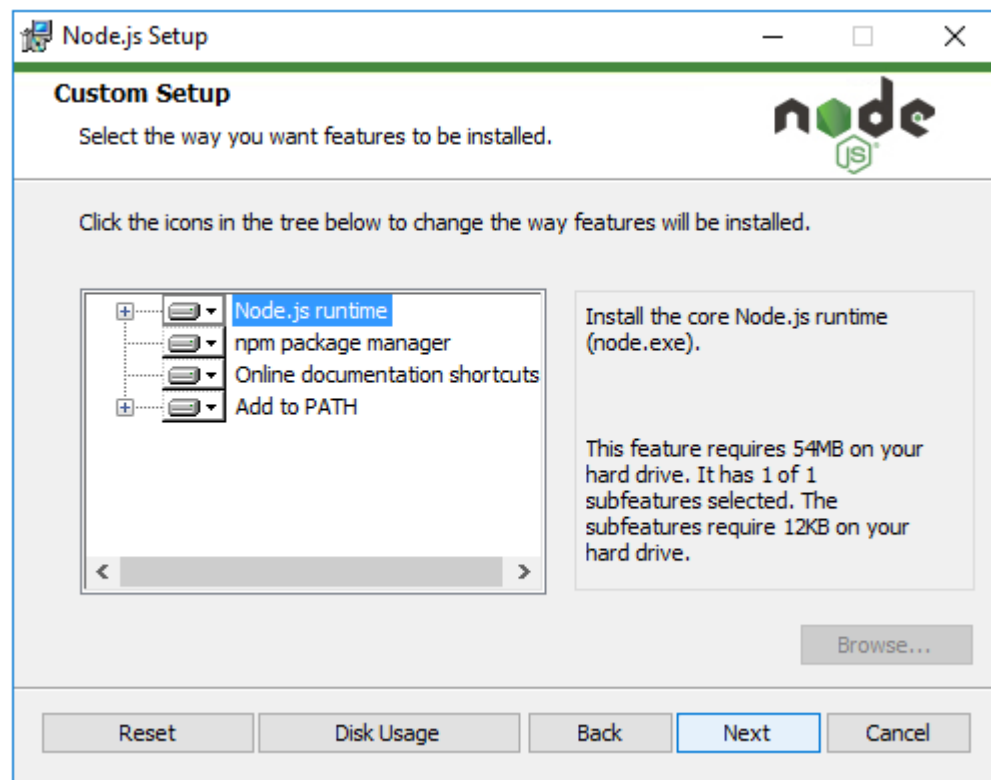 Node.js Setup
Custom Setup
Select the way you want features to be installed.
node
JS
Click the icons in the tree below to change the way features will be installed.
Node.js runtime
npm package manager
Online documentation shortcuts
Add to PATH
Install the core Node.js runtime
(node.exe).
This feature requires 54MB on your
hard drive. It has 1 of 1
subfeatures selected. The
subfeatures require 12KB on your
hard drive.
Browse...
Reset
Disk Usage
Back
Next
Cancel